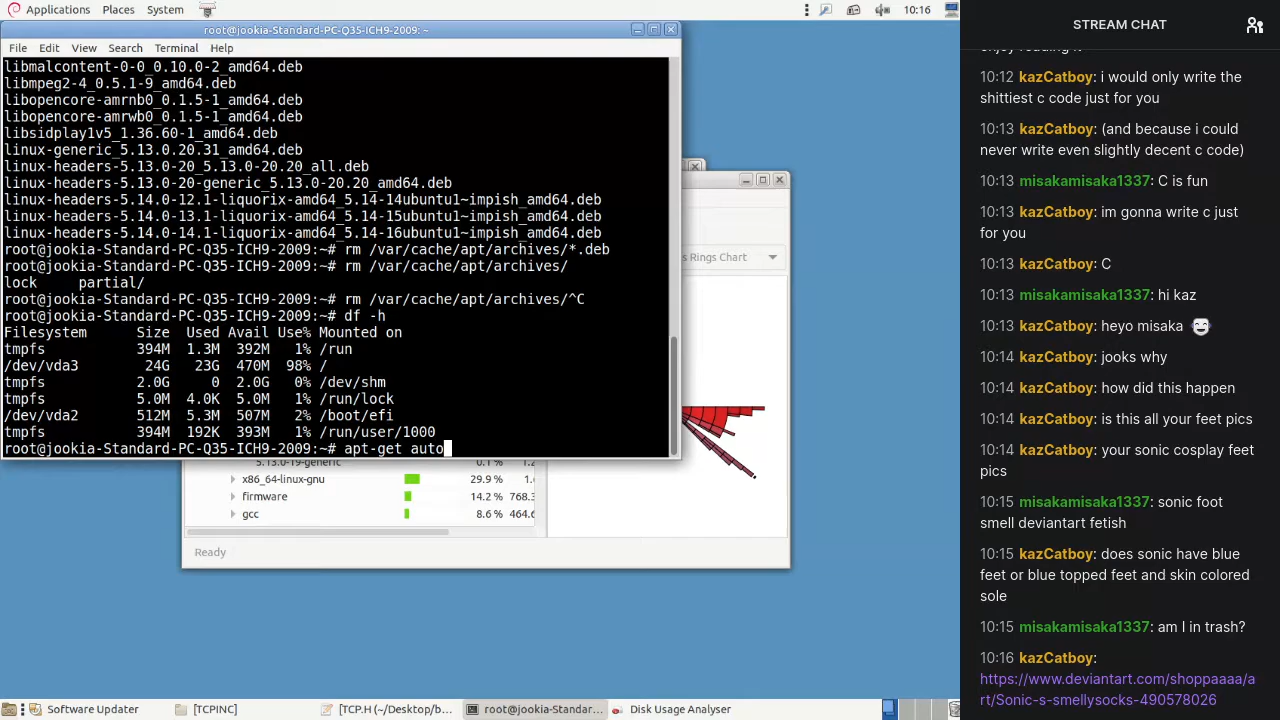 Applications Places System 10:16
root@jookia-Standard-PC-Q35-ICH9-2009: ~
File Edit View Search Terminal Help
libmalcontent-0-0_0.10.0-2_amd64.deb
libmpeg2-4_0.5.1-9_amd64.deb
libopencore-amrnb0_0.1.5-1_amd64.deb
libopencore-amrwb0_0.1.5-1_amd64.deb
libsidplay1v5_1.36.60-1_amd64.deb
linux-generic_5.13.0.20.31_amd64.deb
linux-headers-5.13.0-20_5.13.0-20.20_all.deb
linux-headers-5.13.0-20-generic_5.13.0-20.20_amd64.deb
linux-headers-5.14.0-12.1-liquorix-amd64_5.14-14ubuntu1~impish_amd64.deb
linux-headers-5.14.0-13.1-liquorix-amd64_5.14-15ubuntu1~impish_amd64.deb
linux-headers-5.14.0-14.1-liquorix-amd64_5.14-16ubuntu1~impish_amd64.deb
root@jookia-Standard-PC-Q35-ICH9-2009:~# rm /var/cache/apt/archives/*.deb
root@jookia-Standard-PC-Q35-ICH9-2009:~# rm /var/cache/apt/archives/
lock partial/
root@jookia-Standard-PC-Q35-ICH9-2009:~# rm /var/cache/apt/archives/^C
root@jookia-Standard-PC-Q35-ICH9-2009:~# df -h
Filesystem Size Used Avail Use% Mounted on
tmpfs 394M 1.3M 392M 1% /run
/dev/vda3 24G 23G 470M 98% /
tmpfs 2.0G 0 2.0G 0% /dev/shm
tmpfs 5.0M 4.0K 5.0M 1% /run/lock
/dev/vda2 512M 5.3M 507M 2% /boot/efi
tmpfs 394M 192K 393M 1% /run/user/1000
root@jookia-Standard-PC-Q35-ICH9-2009:~# apt-get auto
s Rings Chart
5.13.0-19-generic 0.1 %
x86_64-linux-gnu 29.9 %
firmware 14.2 % 768.3
gcc 8.6 % 464.6
Ready
Software Updater [TCPINC] [TCP.H (~/Desktop/b... root@jookia-Standar... Disk Usage Analyser
STREAM CHAT
10:12 kazCatboy: i would only write the
shittiest c code just for you
10:13 kazCatboy: (and because i could
never write even slightly decent c code)
10:13 misakamisaka1337: C is fun
10:13 kazCatboy: im gonna write c just
for you
10:13 kazCatboy: C
10:13 misakamisaka1337: hi kaz
10:13 kazCatboy: heyo misaka
10:14 kazCatboy: jooks why
10:14 kazCatboy: how did this happen
10:14 kazCatboy: is this all your feet pics
10:14 kazCatboy: your sonic cosplay feet
pics
10:15 misakamisaka1337: sonic foot
smell deviantart fetish
10:15 kazCatboy: does sonic have blue
feet or blue topped feet and skin colored
sole
10:15 misakamisaka1337: am I in trash?
10:16 kazCatboy:
https://www.deviantart.com/shoppaaaa/a
rt/Sonic-s-smellysocks-490578026